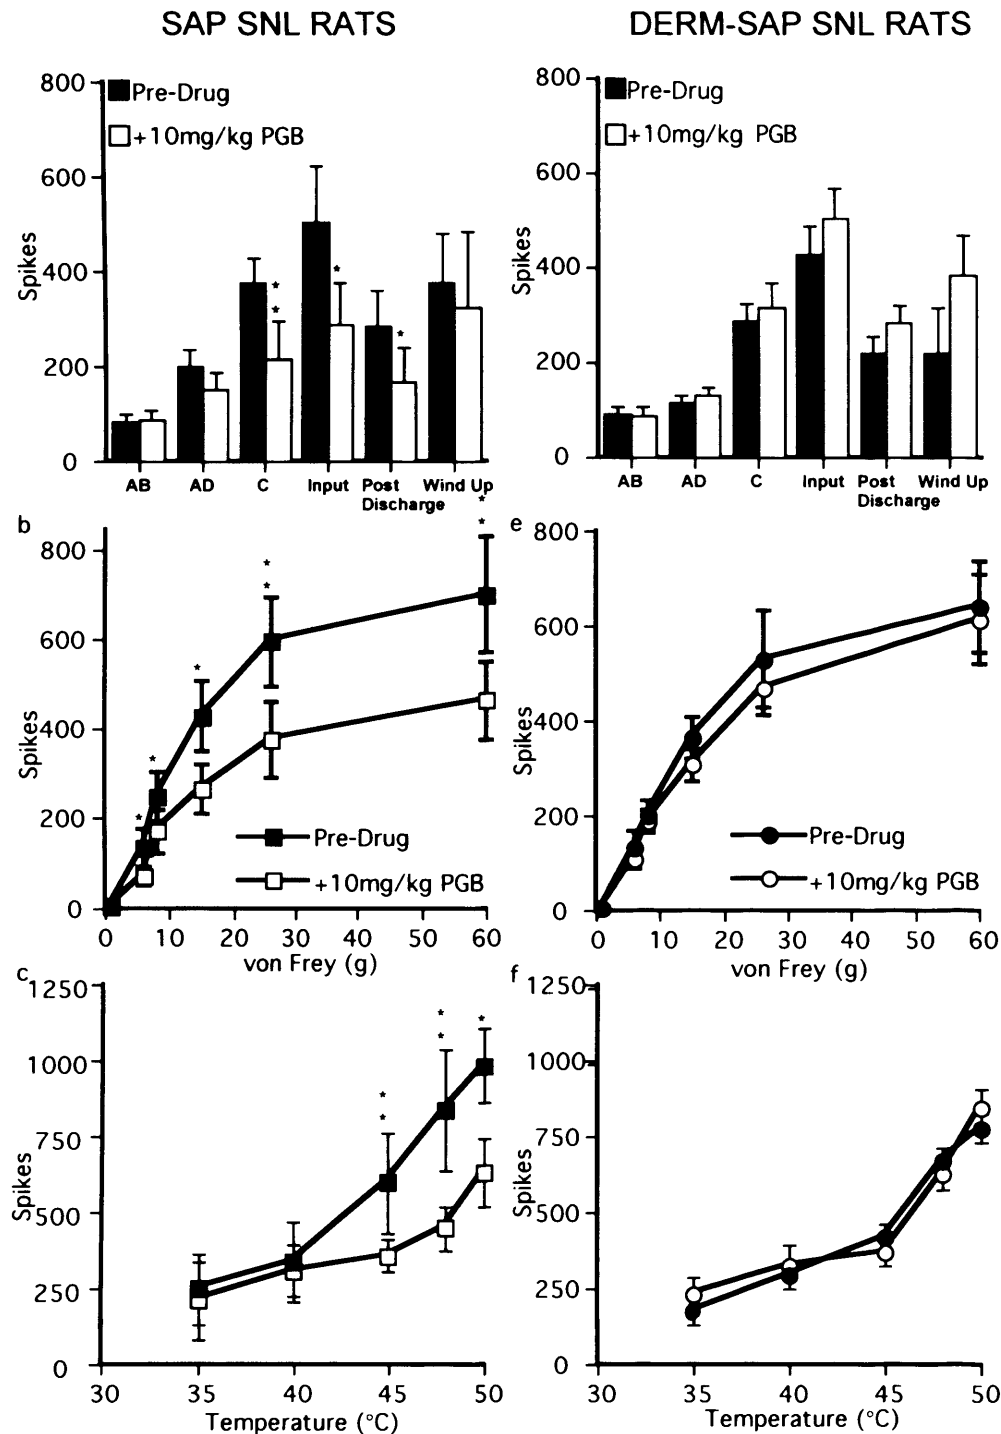 SAP SNL RATS
DERM-SAP SNL RATS
800
600
400
200
0
Spikes
Pre-Drug
+10mg/kg PGB
* *
*
*
AB AD C Input Post Discharge Wind Up
800
600
400
200
0
Spikes
Pre-Drug
+10mg/kg PGB
AB AD C Input Post Discharge Wind Up
b
800
600
400
200
0
Spikes
*
*
*
* *
* *
Pre-Drug
+10mg/kg PGB
0 10 20 30 40 50 60
von Frey (g)
e
800
600
400
200
0
Spikes
Pre-Drug
+10mg/kg PGB
0 10 20 30 40 50 60
von Frey (g)
c
1250
1000
750
500
250
0
Spikes
* *
* *
*
30 35 40 45 50
Temperature (°C)
f
1250
1000
750
500
250
0
Spikes
30 35 40 45 50
Temperature (°C)